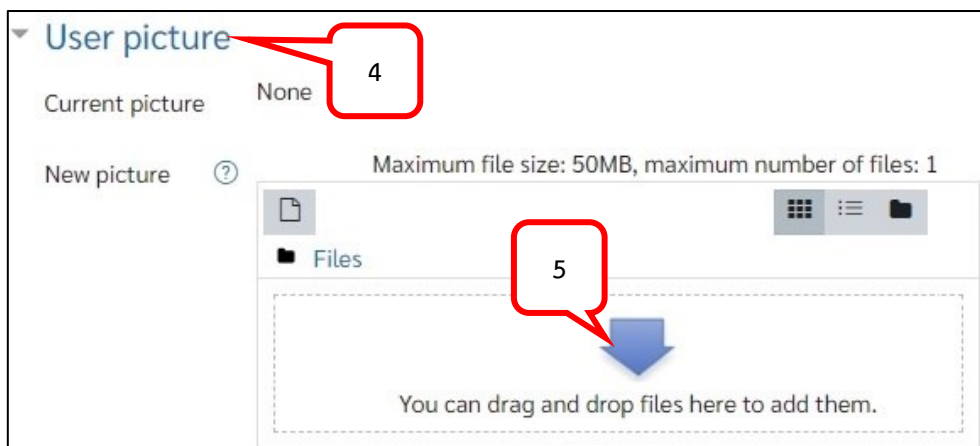 User picture
4
Current picture
None
New picture
Maximum file size: 50MB, maximum number of files: 1
Files
5
You can drag and drop files here to add them.